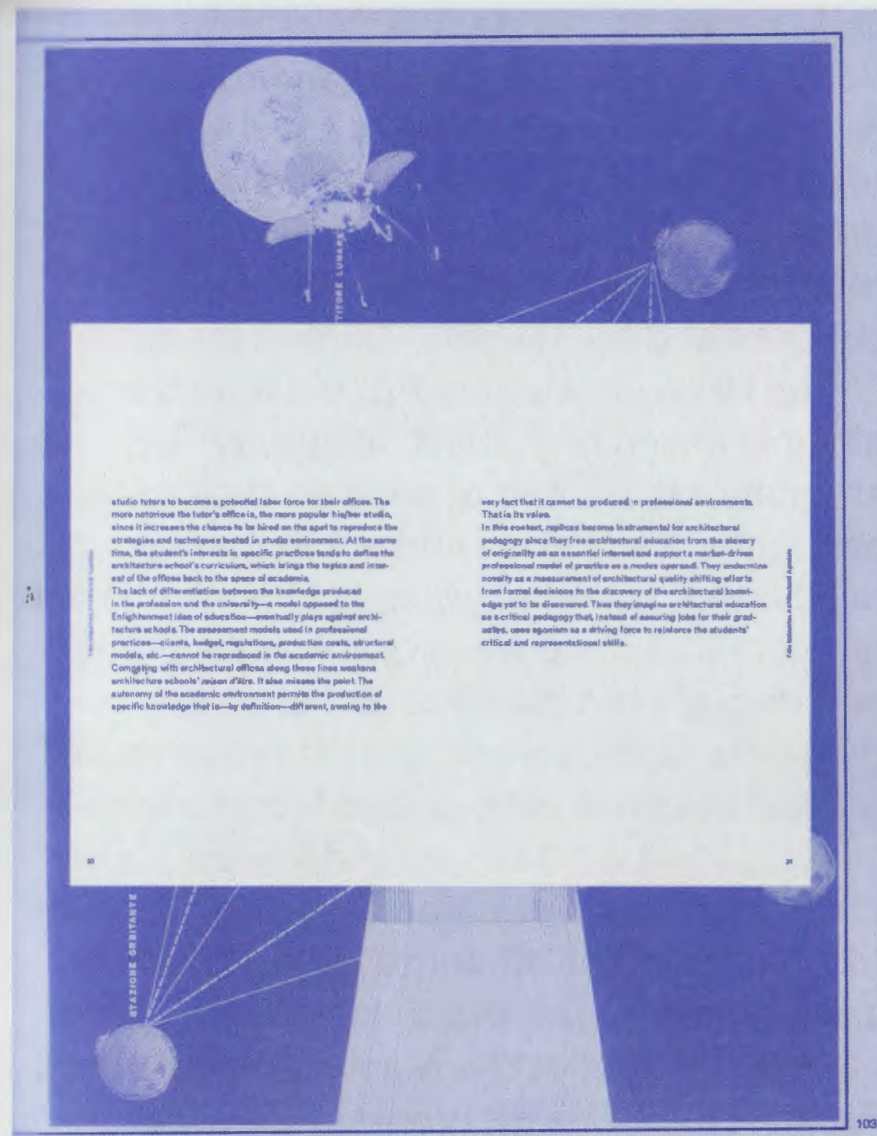 TITORE LUNARE
studio tutors to become a potential labor force for their offices. The
more notorious the tutor's office is, the more popular his/her studio,
since it increases the chance to be hired on the spot to reproduce the
strategies and techniques tested in studio environment. At the same
time, the student's interests in specific practices tends to define the
architecture school's curriculum, which brings the topics and inter-
est of the offices back to the space of academia.
The lack of differentiation between the knowledge produced
in the profession and the university—a model opposed to the
Enlightenment idea of education—eventually plays against archi-
tecture schools. The assessment models used in professional
practices—clients, budget, regulations, production costs, structural
models, etc.—cannot be reproduced in the academic environment.
Competing with architectural offices along these lines weakens
architecture schools' raison d'être. It also misses the point. The
autonomy of the academic environment permits the production of
specific knowledge that is—by definition—different, owing to the
very fact that it cannot be produced in professional environments.
That is its value.
In this context, replicas become instrumental for architectural
pedagogy since they free architectural education from the slavery
of originality as an essential interest and support a market-driven
professional model of practice as a modus operandi. They undermine
novelty as a measurement of architectural quality shifting efforts
from formal decisions to the discovery of the architectural knowl-
edge yet to be discovered. Thus they imagine architectural education
as a critical pedagogy that, instead of assuring jobs for their grad-
uates, uses agonism as a driving force to reinforce the students'
critical and representational skills.
Architectural Agonists
30
31
STAZIONE ORBITANTE
103